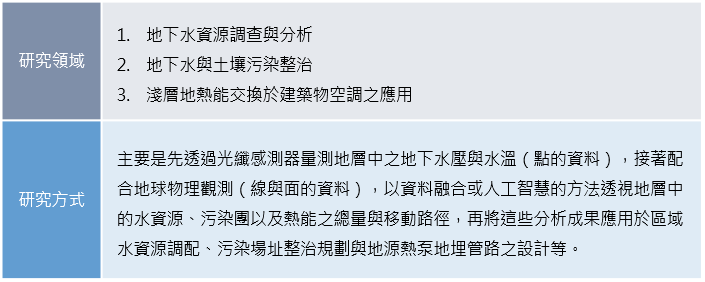 研究領域
1. 地下水資源調查與分析
2. 地下水與土壤污染整治
3. 淺層地熱能交換於建築物空調之應用
研究方式
主要是先透過光纖感測器量測地層中之地下水壓與水溫（點的資料），接著配
合地球物理觀測（線與面的資料），以資料融合或人工智慧的方法透視地層中
的水資源、污染團以及熱能之總量與移動路徑，再將這些分析成果應用於區域
水資源調配、污染場址整治規劃與地源熱泵地埋管路之設計等。